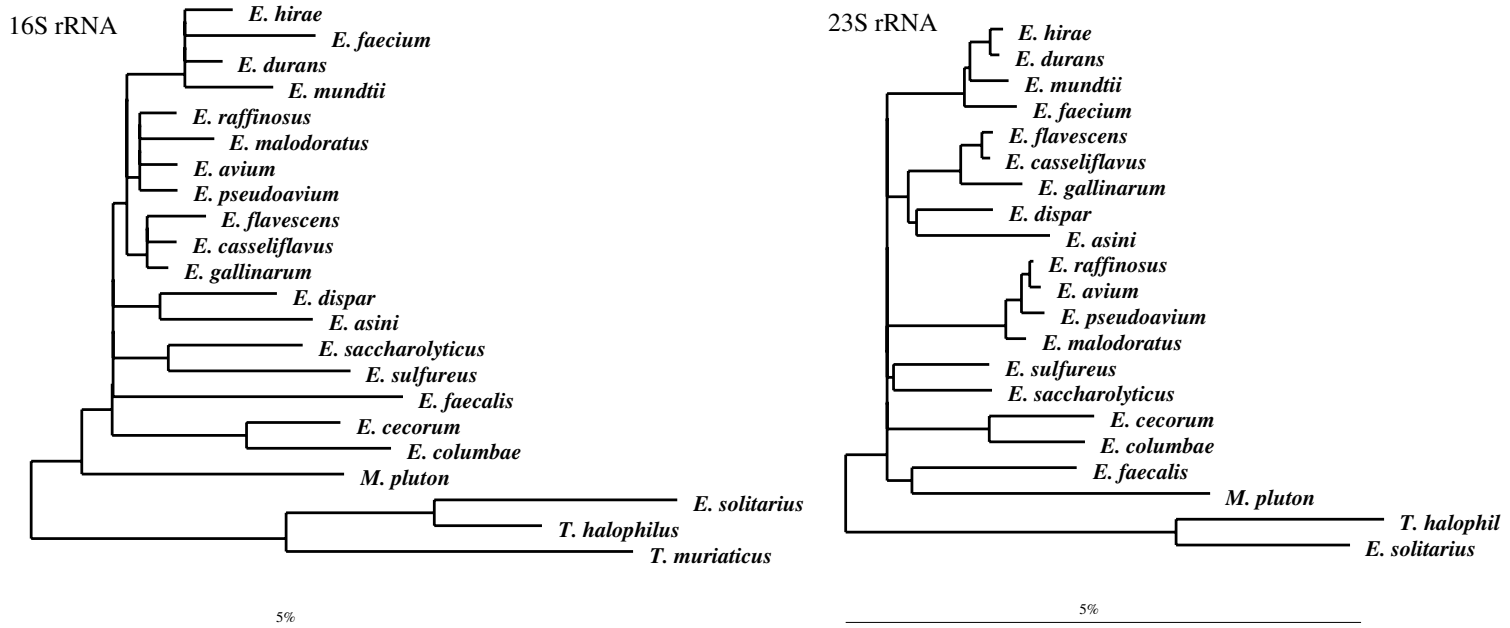 16S rRNA
E. hirae
E. faecium
E. durans
E. mundtii
E. raffinosus
E. malodoratus
E. avium
E. pseudoavium
E. flavescens
E. casseliflavus
E. gallinarum
E. dispar
E. asini
E. saccharolyticus
E. sulfureus
E. faecalis
E. cecorum
E. columbae
M. pluton
E. solitarius
T. halophilus
T. muriaticus
5%
23S rRNA
E. hirae
E. durans
E. mundtii
E. faecium
E. flavescens
E. casseliflavus
E. gallinarum
E. dispar
E. asini
E. raffinosus
E. avium
E. pseudoavium
E. malodoratus
E. sulfureus
E. saccharolyticus
E. cecorum
E. columbae
E. faecalis
M. pluton
T. halophil
E. solitarius
5%